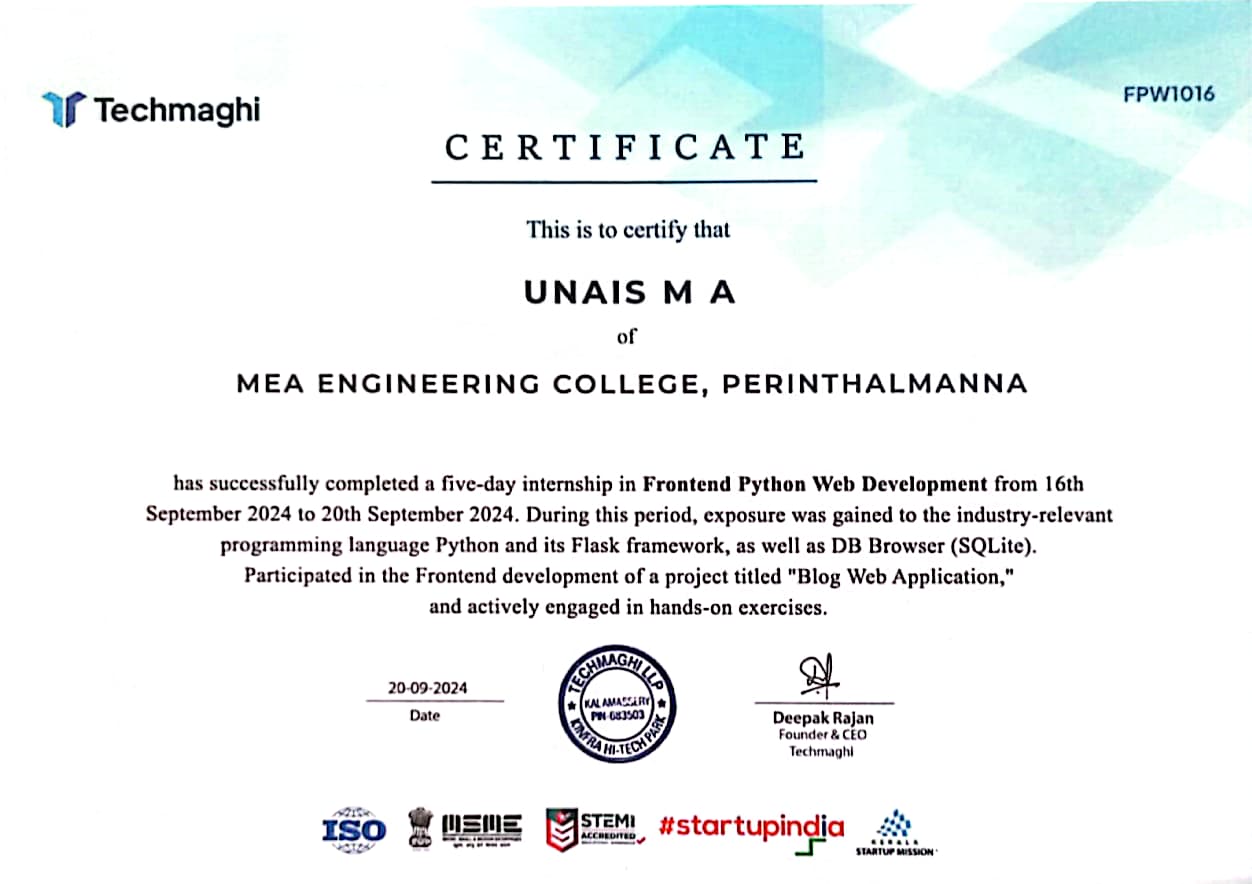 Techmaghi
FPW1016
CERTIFICATE
This is to certify that
UNAIS M A
of
MEA ENGINEERING COLLEGE, PERINTHALMANNA
has successfully completed a five-day internship in Frontend Python Web Development from 16th
September 2024 to 20th September 2024. During this period, exposure was gained to the industry-relevant
programming language Python and its Flask framework, as well as DB Browser (SQLite).
Participated in the Frontend development of a project titled "Blog Web Application,"
and actively engaged in hands-on exercises.
20-09-2024
Date
TECHMAGHI LLP
KALAMASSERY
PIN-683503
KINFRA HI-TECH PARK
Deepak Rajan
Founder & CEO
Techmaghi
ISO
MSME
STEMI
ACCREDITED
#startupindia
KERALA
STARTUP MISSION